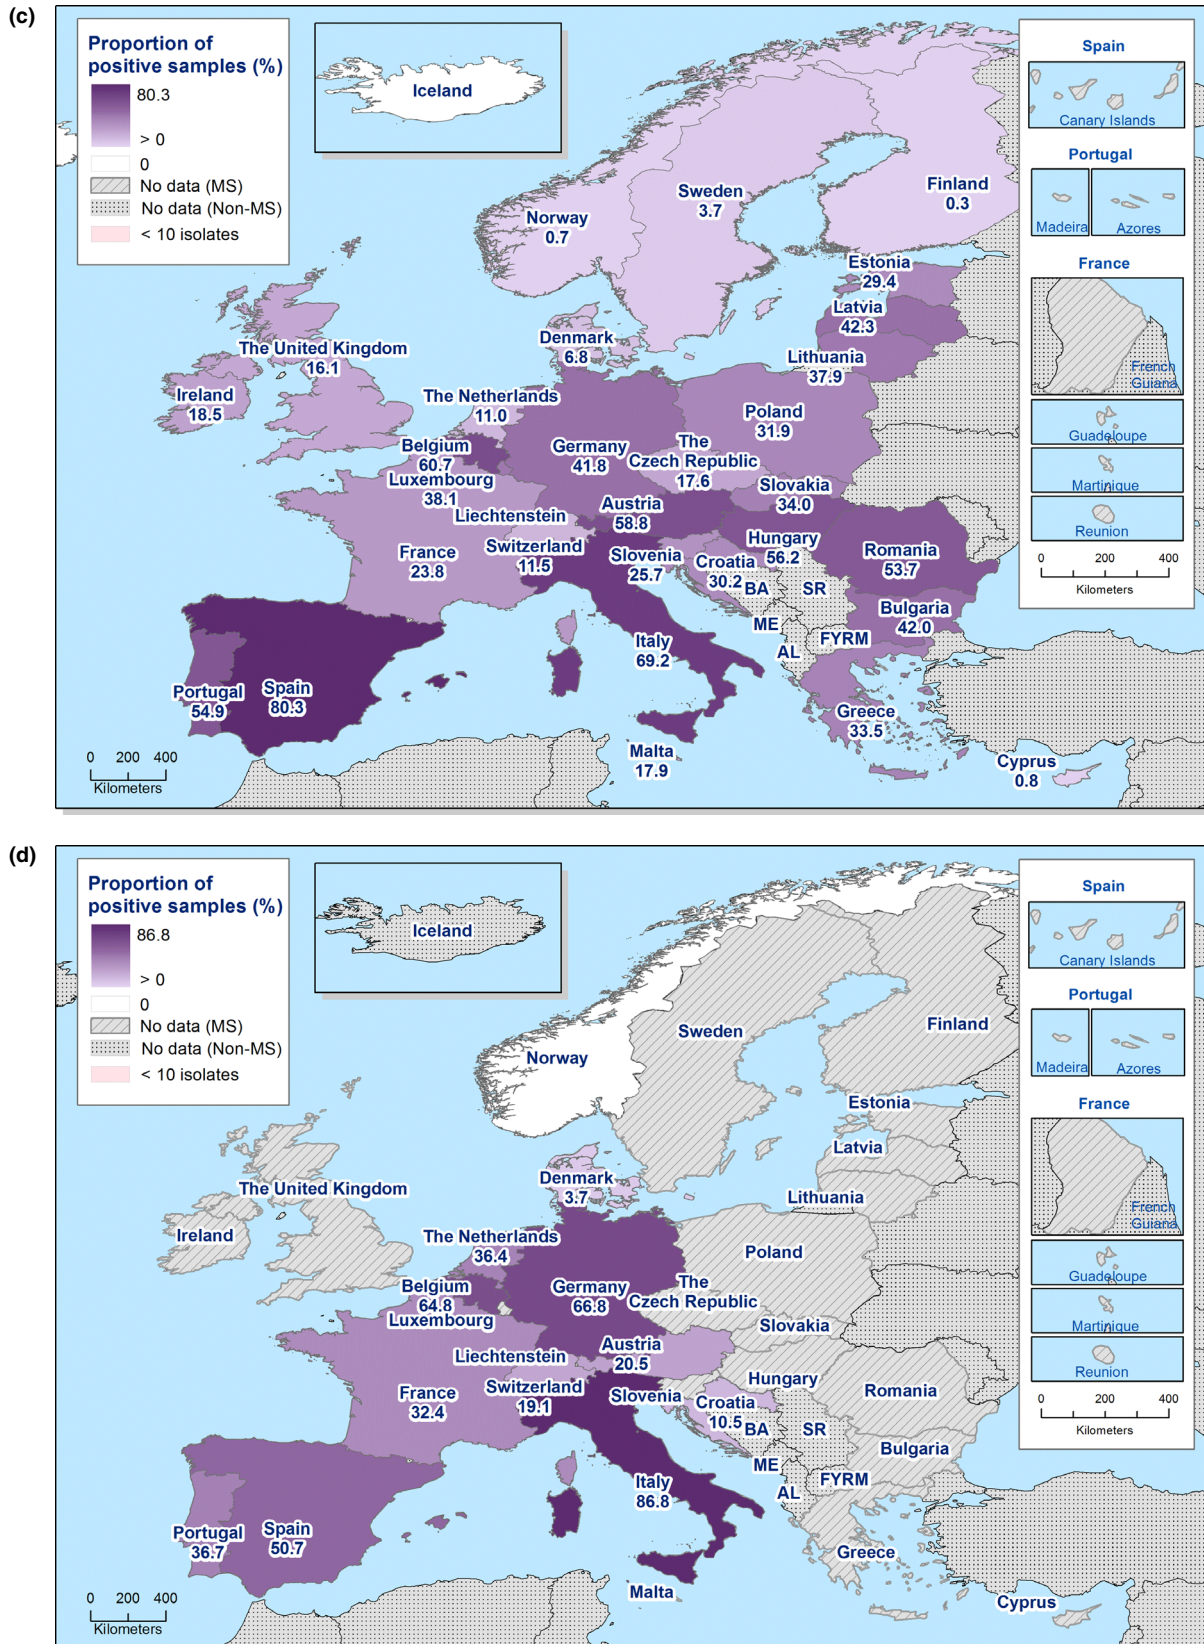 (c)
Proportion of
positive samples (%)
80.3
> 0
0
No data (MS)
No data (Non-MS)
< 10 isolates
Iceland
Spain
Canary Islands
Portugal
Madeira
Azores
France
French
Guiana
Guadeloupe
Martinique
Reunion
0 200 400
Kilometers
Norway
0.7
Sweden
3.7
Finland
0.3
Estonia
29.4
Latvia
42.3
Lithuania
37.9
Denmark
6.8
The United Kingdom
16.1
Ireland
18.5
The Netherlands
11.0
Belgium
60.7
Luxembourg
38.1
Germany
41.8
Poland
31.9
The
Czech Republic
17.6
Slovakia
34.0
Austria
58.8
Liechtenstein
Switzerland
11.5
France
23.8
Slovenia
25.7
Croatia
30.2
Hungary
56.2
Romania
53.7
BA
SR
ME
FYRM
AL
Bulgaria
42.0
Italy
69.2
Portugal
54.9
Spain
80.3
Greece
33.5
Malta
17.9
Cyprus
0.8
0 200 400
Kilometers
(d)
Proportion of
positive samples (%)
86.8
> 0
0
No data (MS)
No data (Non-MS)
< 10 isolates
Iceland
Spain
Canary Islands
Portugal
Madeira
Azores
France
French
Guiana
Guadeloupe
Martinique
Reunion
0 200 400
Kilometers
Norway
Sweden
Finland
Estonia
Latvia
Lithuania
Denmark
3.7
The United Kingdom
Ireland
The Netherlands
36.4
Belgium
64.8
Luxembourg
Germany
66.8
Poland
The
Czech Republic
Slovakia
Austria
20.5
Liechtenstein
Switzerland
19.1
France
32.4
Slovenia
Croatia
10.5
Hungary
Romania
BA
SR
ME
FYRM
AL
Bulgaria
Italy
86.8
Portugal
36.7
Spain
50.7
Greece
Malta
Cyprus
0 200 400
Kilometers